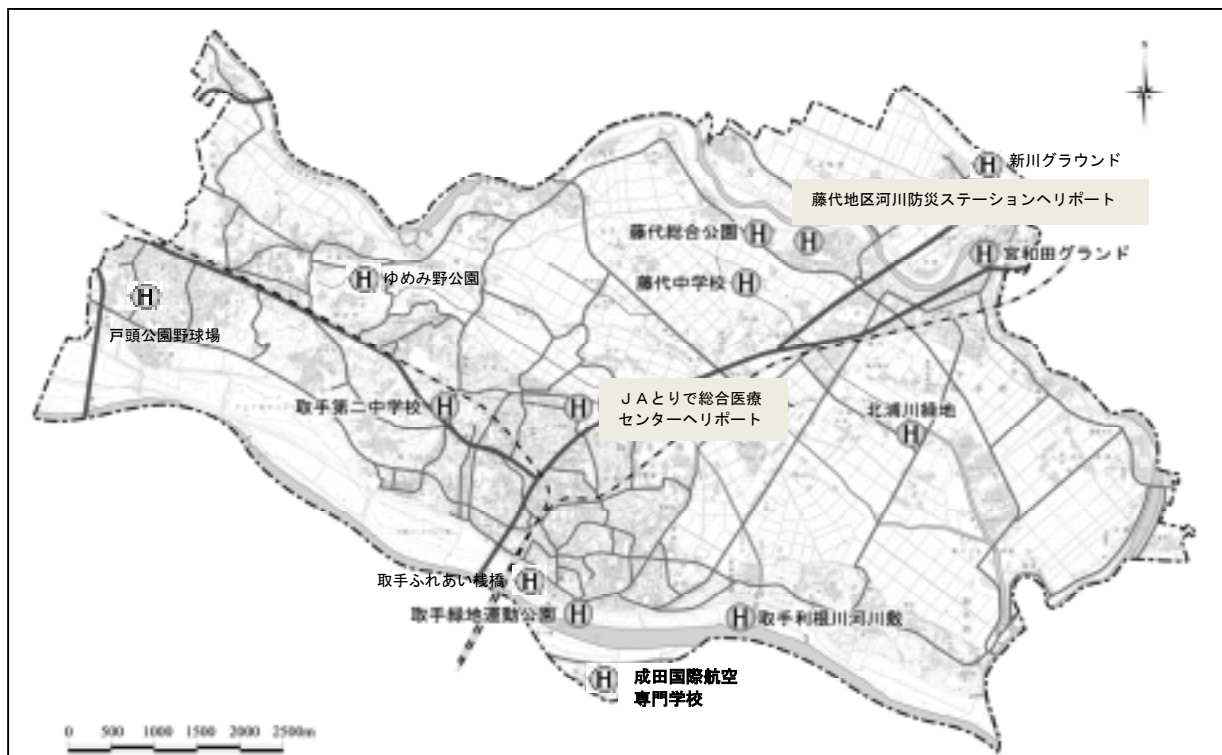 N
H 新川グラウンド
藤代地区河川防災ステーションヘリポート
藤代総合公園 H H
H 宮和田グランド
H ゆめみ野公園
藤代中学校 H
H
戸頭公園野球場
取手第二中学校 H
H ＪＡとりで総合医療
センターヘリポート
北浦川緑地
H
取手ふれあい桟橋 H
取手緑地運動公園 H
H 取手利根川河川敷
H 成田国際航空
専門学校
0 500 1000 1500 2000 2500m